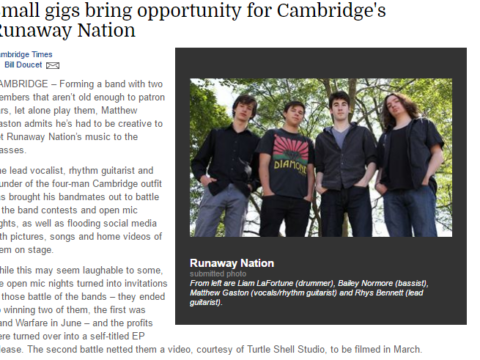 mall gigs bring opportunity for Cambridge's
unaway Nation
mbridge Times
Bill Doucet
AMBRIDGE – Forming a band with two
embers that aren't old enough to patron
rs, let alone play them, Matthew
aston admits he's had to be creative to
t Runaway Nation's music to the
asses.
e lead vocalist, rhythm guitarist and
under of the four-man Cambridge outfit
s brought his bandmates out to battle
the band contests and open mic
ghts, as well as flooding social media
th pictures, songs and home videos of
em on stage.
hile this may seem laughable to some,
e open mic nights turned into invitations
those battle of the bands – they ended
winning two of them, the first was
and Warfare in June – and the profits
ere turned over into a self-titled EP
lease. The second battle netted them a video, courtesy of Turtle Shell Studio, to be filmed in March.
DIAMOND
Runaway Nation
submitted photo
From left are Liam LaFortune (drummer), Bailey Normore (bassist),
Matthew Gaston (vocals/rhythm guitarist) and Rhys Bennett (lead
guitarist).